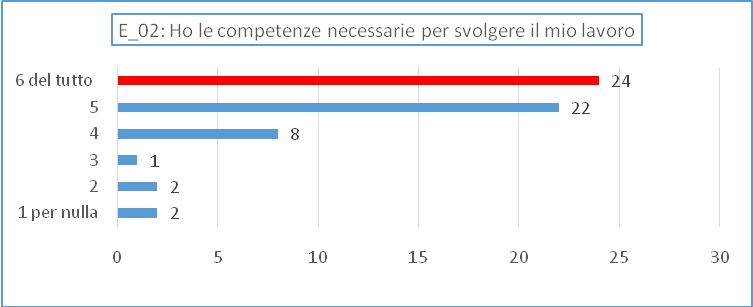 E_02: Ho le competenze necessarie per svolgere il mio lavoro
6 del tutto 24
5 22
4 8
3 1
2 2
1 per nulla 2
0 5 10 15 20 25 30